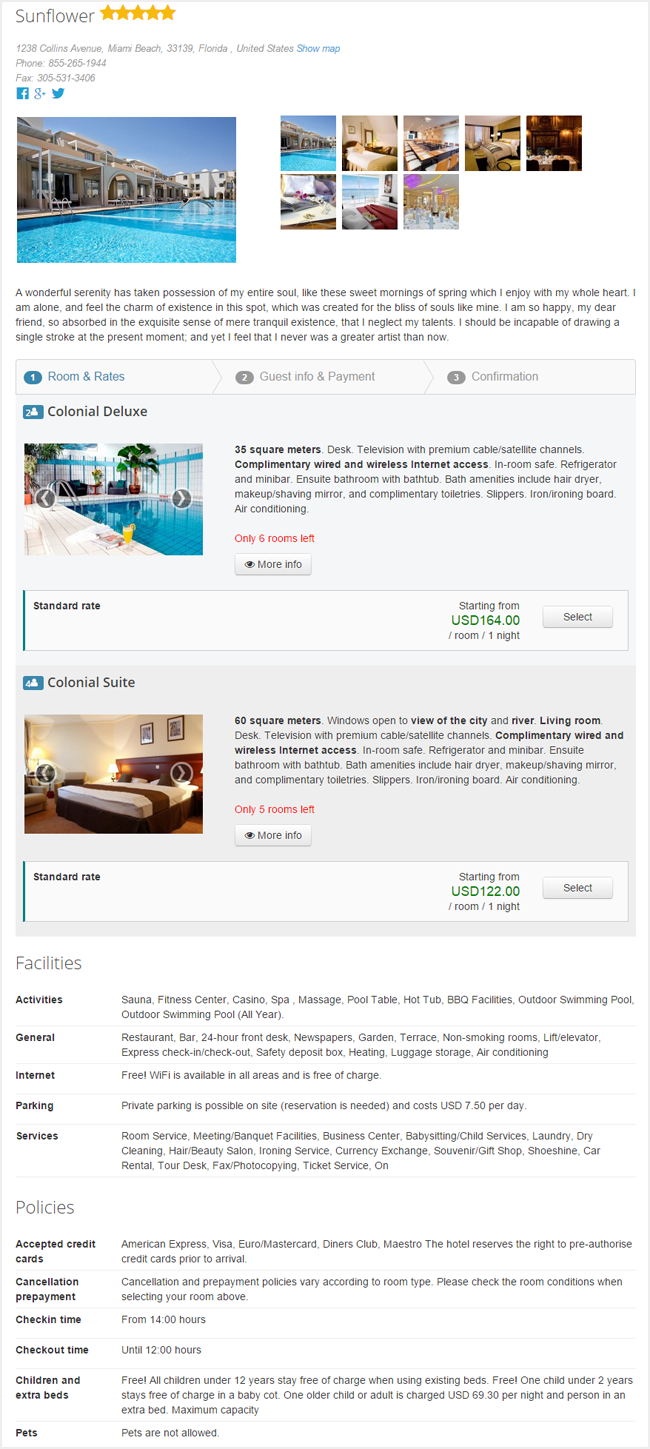 Sunflower
1238 Collins Avenue, Miami Beach, 33139, Florida , United States Show map
Phone: 855-265-1944
Fax: 305-531-3406
A wonderful serenity has taken possession of my entire soul, like these sweet mornings of spring which I enjoy with my whole heart. I
am alone, and feel the charm of existence in this spot, which was created for the bliss of souls like mine. I am so happy, my dear
friend, so absorbed in the exquisite sense of mere tranquil existence, that I neglect my talents. I should be incapable of drawing a
single stroke at the present moment; and yet I feel that I never was a greater artist than now.
1 Room & Rates 2 Guest info & Payment 3 Confirmation
2 Colonial Deluxe
35 square meters. Desk. Television with premium cable/satellite channels.
Complimentary wired and wireless Internet access. In-room safe. Refrigerator
and minibar. Ensuite bathroom with bathtub. Bath amenities include hair dryer,
makeup/shaving mirror, and complimentary toiletries. Slippers. Iron/ironing board.
Air conditioning.
Only 6 rooms left
More info
Standard rate
Starting from
USD164.00
/ room / 1 night
Select
4 Colonial Suite
60 square meters. Windows open to view of the city and river. Living room.
Desk. Television with premium cable/satellite channels. Complimentary wired and
wireless Internet access. In-room safe. Refrigerator and minibar. Ensuite
bathroom with bathtub. Bath amenities include hair dryer, makeup/shaving mirror,
and complimentary toiletries. Slippers. Iron/ironing board. Air conditioning.
Only 5 rooms left
More info
Standard rate
Starting from
USD122.00
/ room / 1 night
Select
Facilities
Activities Sauna, Fitness Center, Casino, Spa , Massage, Pool Table, Hot Tub, BBQ Facilities, Outdoor Swimming Pool,
Outdoor Swimming Pool (All Year).
General Restaurant, Bar, 24-hour front desk, Newspapers, Garden, Terrace, Non-smoking rooms, Lift/elevator,
Express check-in/check-out, Safety deposit box, Heating, Luggage storage, Air conditioning
Internet Free! WiFi is available in all areas and is free of charge.
Parking Private parking is possible on site (reservation is needed) and costs USD 7.50 per day.
Services Room Service, Meeting/Banquet Facilities, Business Center, Babysitting/Child Services, Laundry, Dry
Cleaning, Hair/Beauty Salon, Ironing Service, Currency Exchange, Souvenir/Gift Shop, Shoeshine, Car
Rental, Tour Desk, Fax/Photocopying, Ticket Service, On
Policies
Accepted credit American Express, Visa, Euro/Mastercard, Diners Club, Maestro The hotel reserves the right to pre-authorise
cards credit cards prior to arrival.
Cancellation Cancellation and prepayment policies vary according to room type. Please check the room conditions when
prepayment selecting your room above.
Checkin time From 14:00 hours
Checkout time Until 12:00 hours
Children and Free! All children under 12 years stay free of charge when using existing beds. Free! One child under 2 years
extra beds stays free of charge in a baby cot. One older child or adult is charged USD 69.30 per night and person in an
extra bed. Maximum capacity
Pets Pets are not allowed.